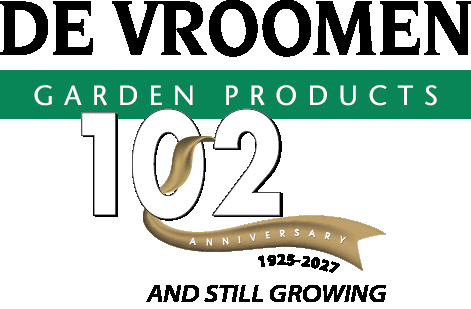 DE VROOMEN
GARDEN PRODUCTS
102
ANNIVERSARY
1925-2027
AND STILL GROWING